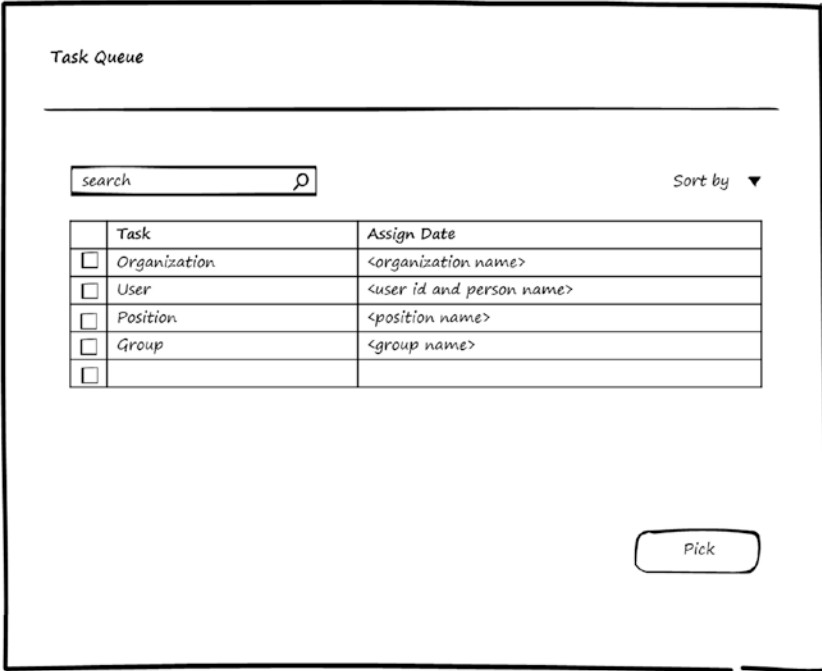 Task Queue
search
Sort by
Task Assign Date
Organization <organization name>
User <user id and person name>
Position <position name>
Group <group name>
Pick